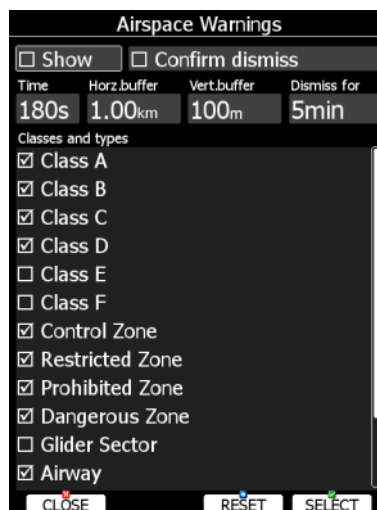 Airspace Warnings
☐ Show ☐ Confirm dismiss
Time Horz.buffer Vert.buffer Dismiss for
180s 1.00km 100m 5min
Classes and types
☑ Class A
☑ Class B
☑ Class C
☑ Class D
☐ Class E
☐ Class F
☑ Control Zone
☑ Restricted Zone
☑ Prohibited Zone
☑ Dangerous Zone
☐ Glider Sector
☑ Airway
CLOSE RESET SELECT